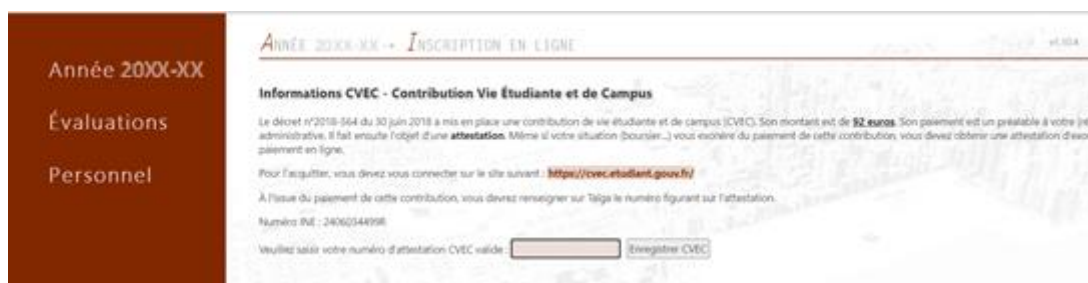 Année 20XX-XX
Évaluations
Personnel
ANNÉE 20XX-XX → INSCRIPTION EN LIGNE
Informations CVEC - Contribution Vie Étudiante et de Campus
Le décret n°2018-564 du 30 juin 2018 a mis en place une contribution de vie étudiante et de campus (CVEC). Son montant est de 92 euros. Son paiement est un préalable à votre
administrative. Il fait ensuite l'objet d'une attestation. Même si votre situation (boursier...) vous exonère du paiement de cette contribution, vous devez obtenir une attestation
paiement en ligne.
Pour l'acquitter, vous devez vous connecter sur le site suivant : https://cvec.etudiant.gouv.fr/
À l'issue du paiement de cette contribution, vous devrez renseigner sur Taïga le numéro figurant sur l'attestation.
Numéro INE :
Veuillez saisir votre numéro d'attestation CVEC valide : Enregistrer CVEC